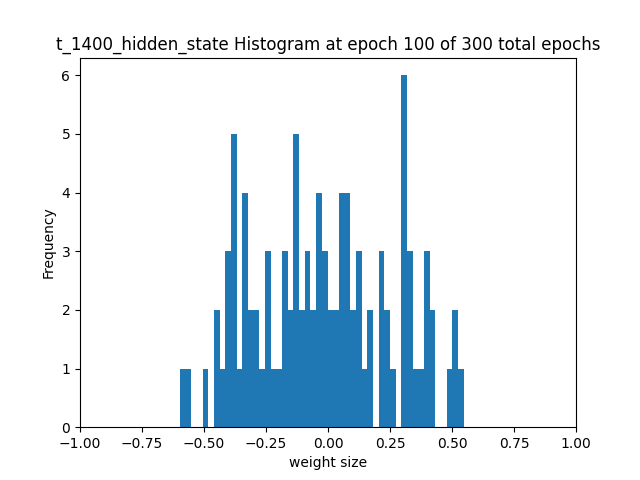 t_1400_hidden_state Histogram at epoch 100 of 300 total epochs
6
5
4
3
2
1
0
Frequency
−1.00 −0.75 −0.50 −0.25 0.00 0.25 0.50 0.75 1.00
weight size